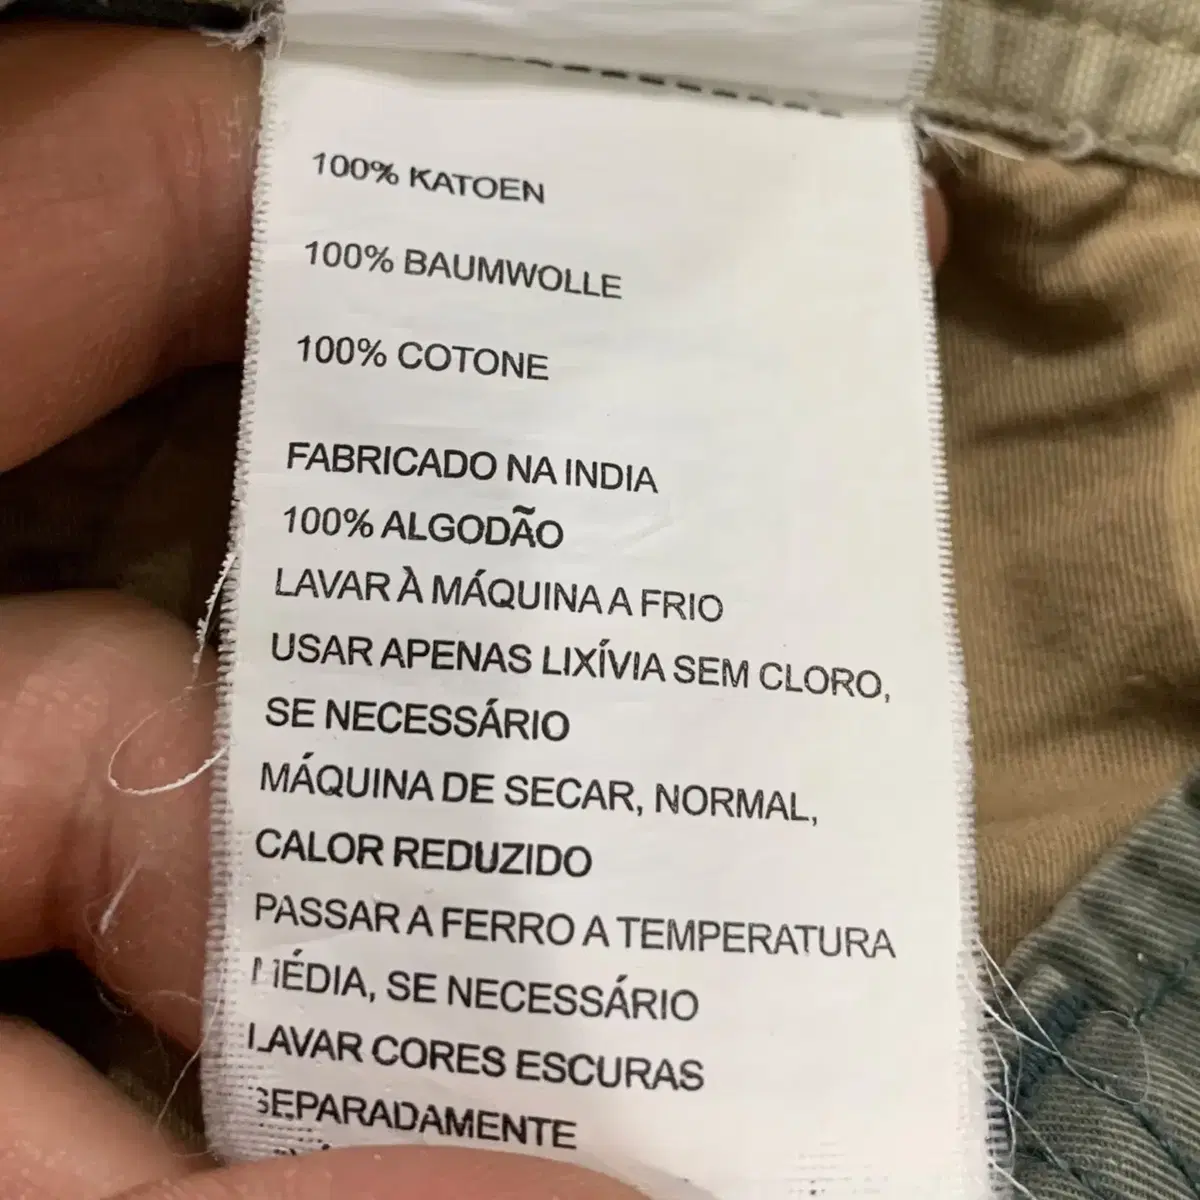 100% KATOEN
100% BAUMWOLLE
100% COTONE
FABRICADO NA INDIA
100% ALGODÃO
LAVAR À MÁQUINA A FRIO
USAR APENAS LIXÍVIA SEM CLORO,
SE NECESSÁRIO
MÁQUINA DE SECAR, NORMAL,
CALOR REDUZIDO
PASSAR A FERRO A TEMPERATURA
MÉDIA, SE NECESSÁRIO
LAVAR CORES ESCURAS
SEPARADAMENTE